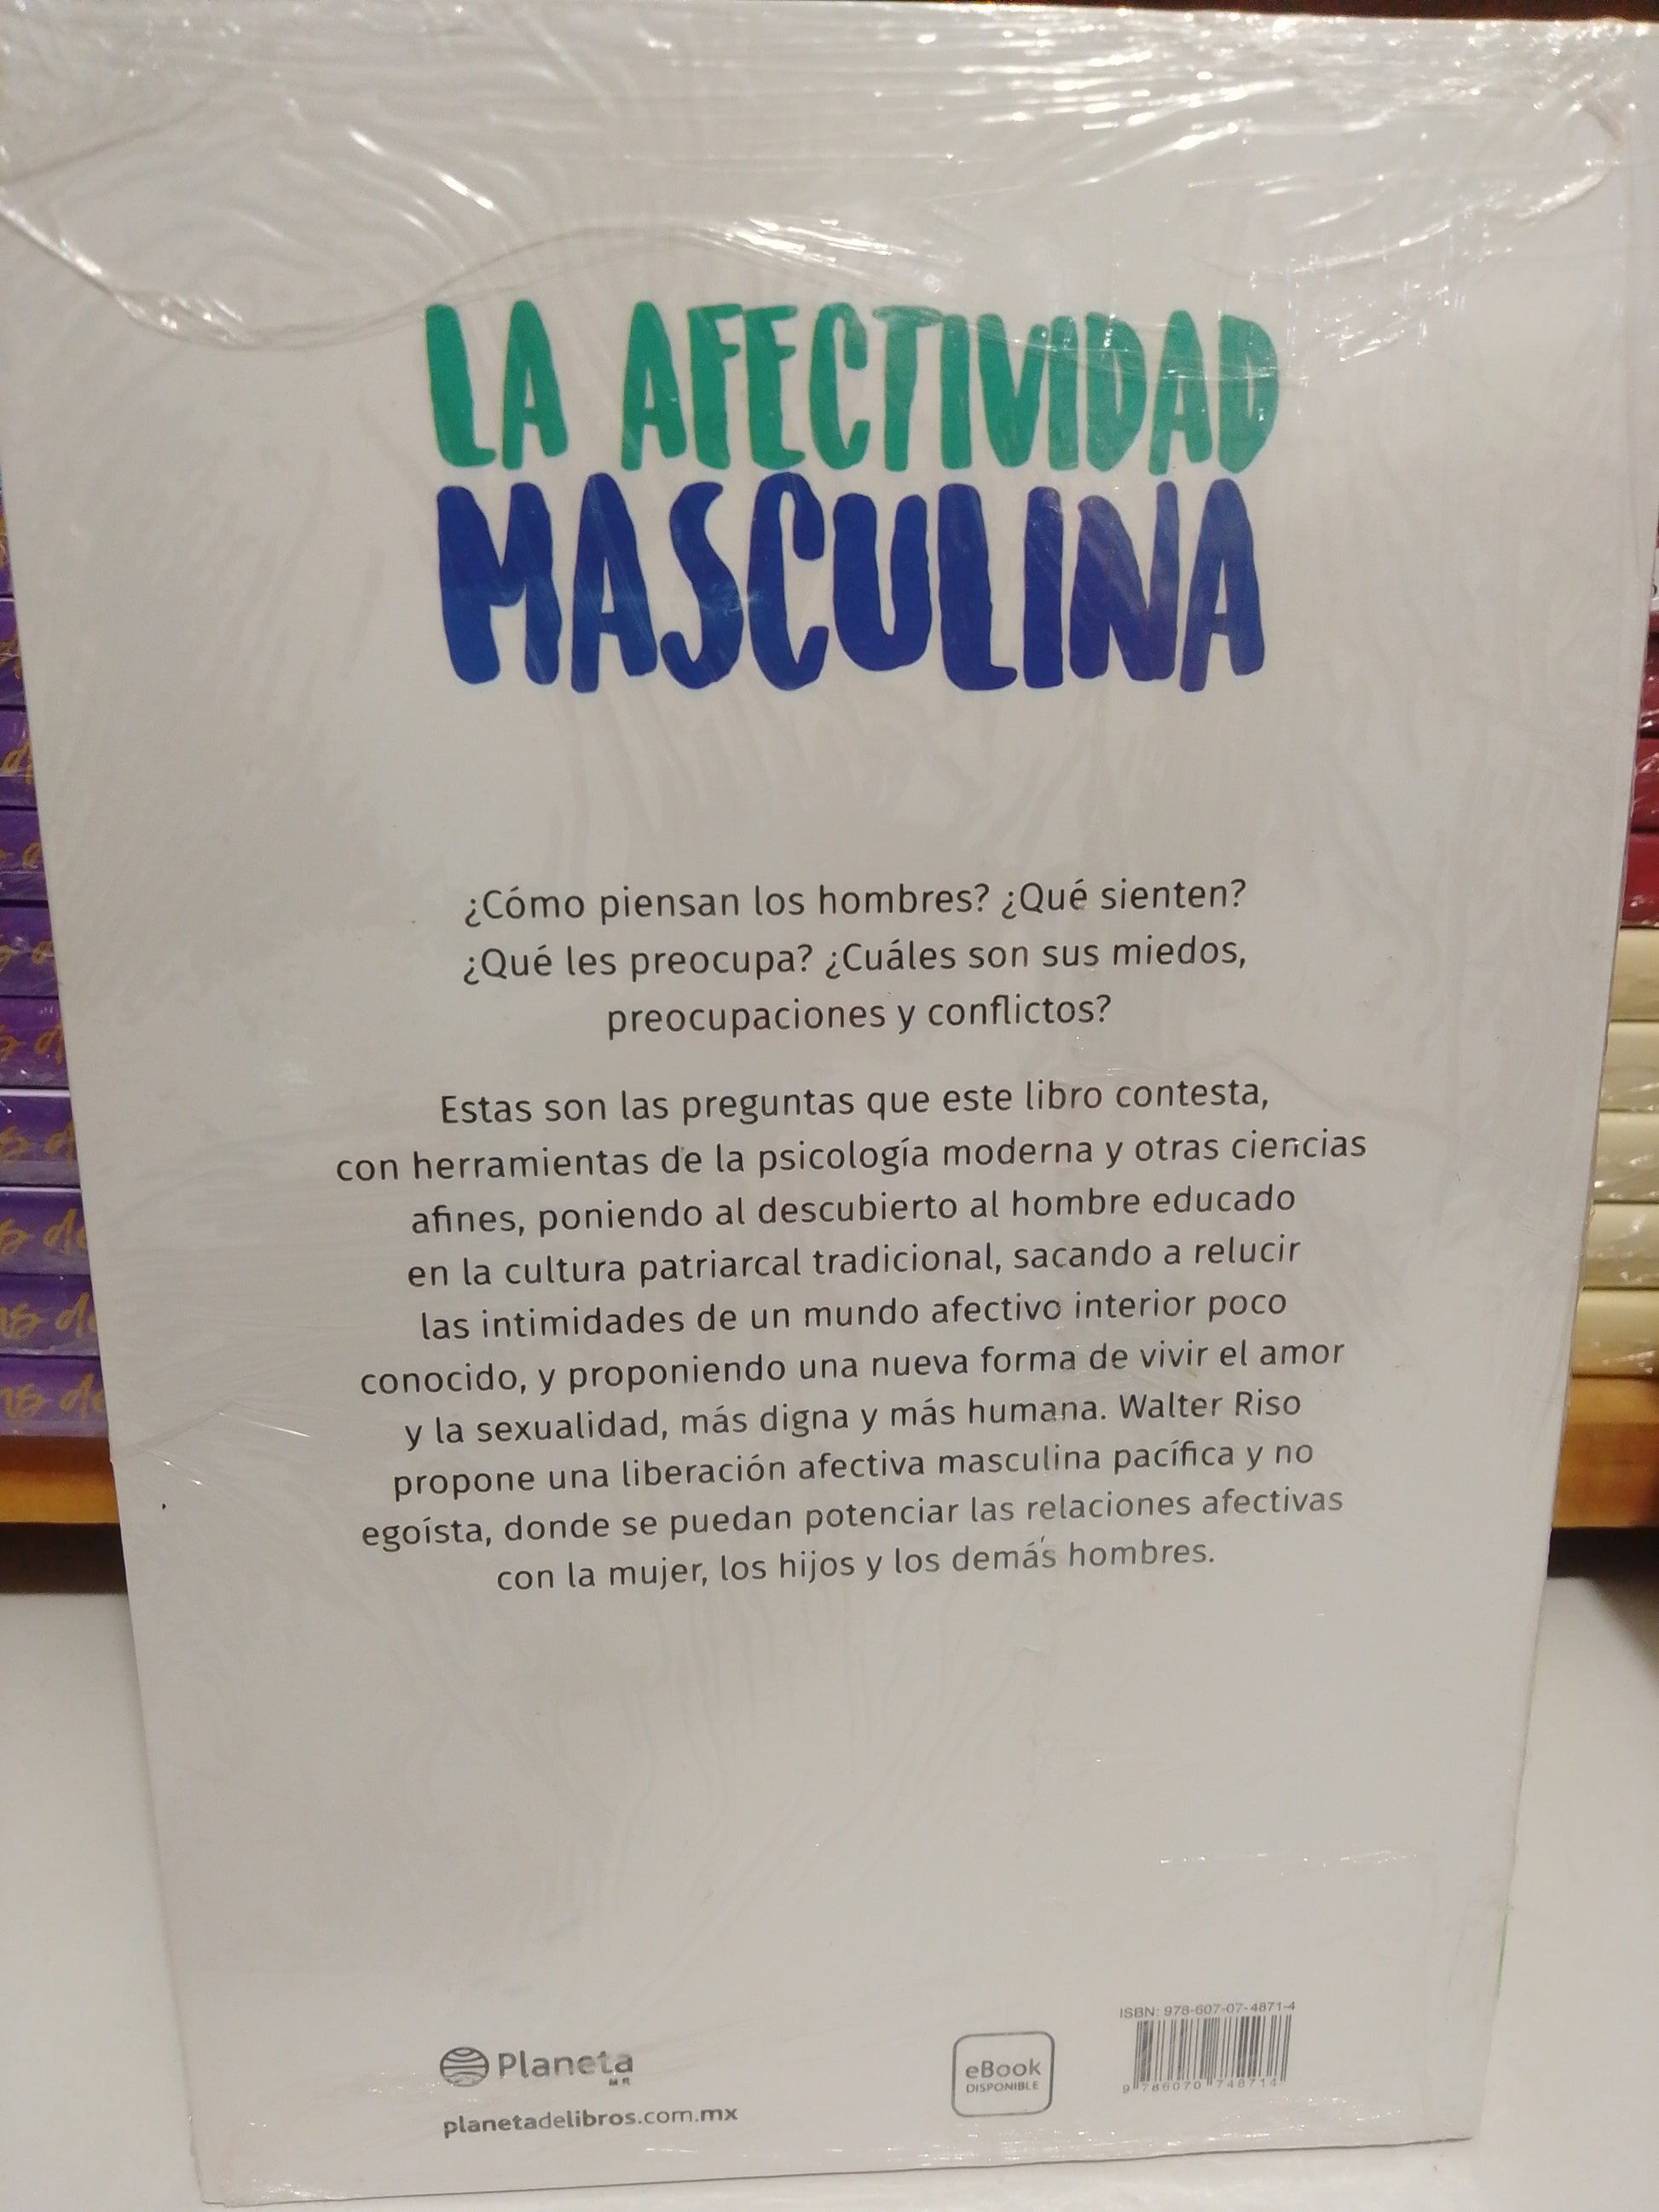 LA AFECTIVIDAD
MASCULINA
¿Cómo piensan los hombres? ¿Qué sienten?
¿Qué les preocupa? ¿Cuáles son sus miedos,
preocupaciones y conflictos?
Estas son las preguntas que este libro contesta,
con herramientas de la psicología moderna y otras ciencias
afines, poniendo al descubierto al hombre educado
en la cultura patriarcal tradicional, sacando a relucir
las intimidades de un mundo afectivo interior poco
conocido, y proponiendo una nueva forma de vivir el amor
y la sexualidad, más digna y más humana. Walter Riso
propone una liberación afectiva masculina pacífica y no
egoísta, donde se puedan potenciar las relaciones afectivas
con la mujer, los hijos y los demás hombres.
Planeta
MR
planetadelibros.com.mx
eBook
DISPONIBLE
ISBN: 978-607-07-4871-4
9 786070 748714